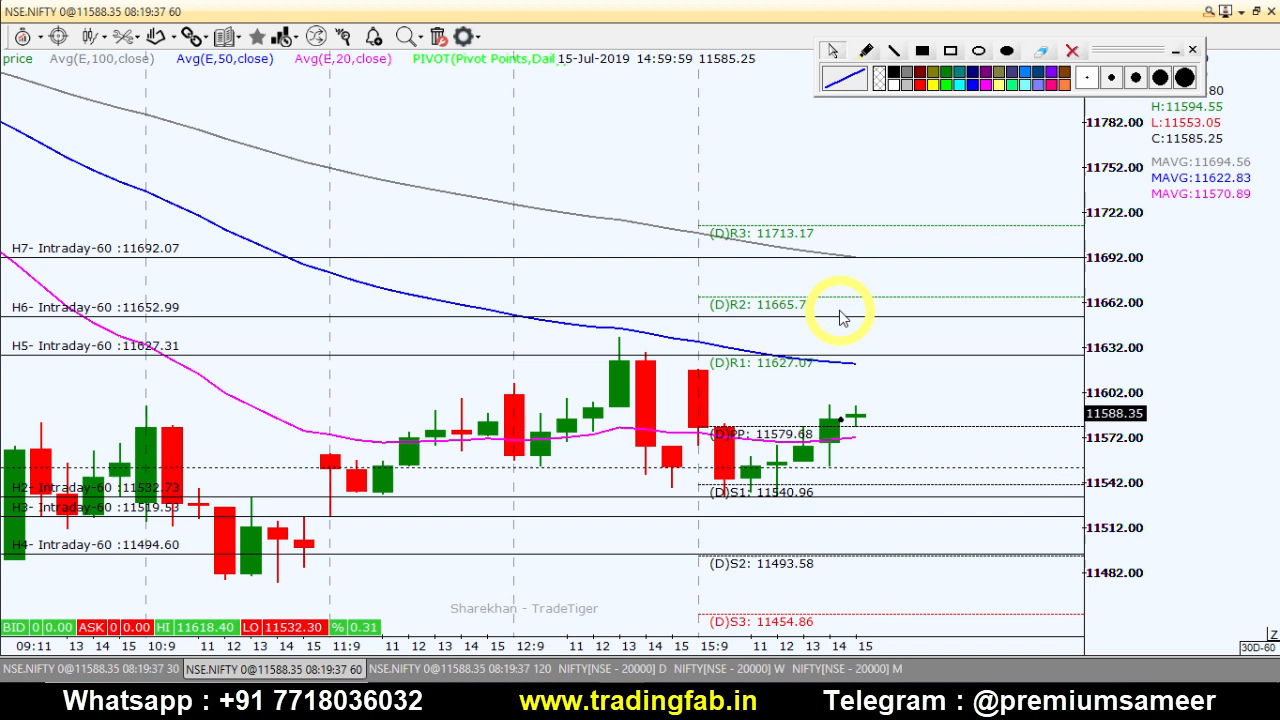 NSE.NIFTY 0@11588.35 08:19:37 60
price Avg(E,100,close) Avg(E,50,close) Avg(E,20,close) PIVOT(Pivot Points,Dail,, 15-Jul-2019 14:59:59 11585.25
80
H:11594.55
L:11553.05
C:11585.25
MAVG:11694.56
MAVG:11622.83
MAVG:11570.89
11782.00
11752.00
11722.00
11692.00
11662.00
11632.00
11602.00
11588.35
11572.00
11542.00
11512.00
11482.00
(D)R3: 11713.17
H7- Intraday-60 :11692.07
(D)R2: 11665.7
H6- Intraday-60 :11652.99
H5- Intraday-60 :11627.31
(D)R1: 11627.07
(D)PP: 11579.68
H2- Intraday-60 :11532.73
(D)S1: 11540.96
H3- Intraday-60 :11519.53
H4- Intraday-60 :11494.60
(D)S2: 11493.58
Sharekhan - TradeTiger
(D)S3: 11454.86
BID 0 0.00 ASK 0 0.00 HI 11618.40 LO 11532.30 % 0.31
Z
09:11 13 14 15 10:9 11 12 13 14 15 11:9 11 12 13 14 15 12:9 11 12 13 14 15 15:9 11 12 13 14 15
30D-60
NSE.NIFTY 0@11588.35 08:19:37 30 NSE.NIFTY 0@11588.35 08:19:37 60 NSE.NIFTY 0@11588.35 08:19:37 120 NIFTY[NSE - 20000] D NIFTY[NSE - 20000] W NIFTY[NSE - 20000] M
Whatsapp : +91 7718036032 www.tradingfab.in Telegram : @premiumsameer